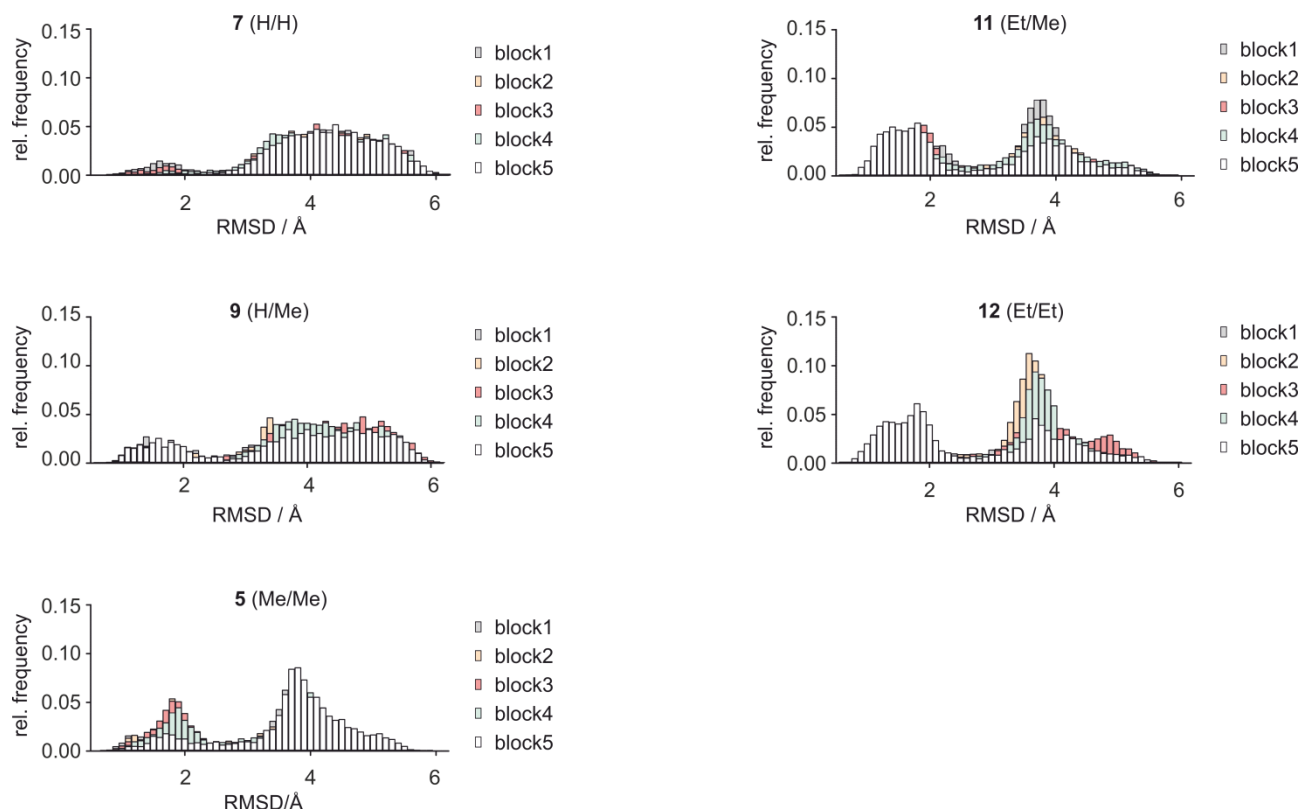 7 (H/H)
rel. frequency
0.15
0.10
0.05
0.00
2 4 6
RMSD / Å
block1
block2
block3
block4
block5
11 (Et/Me)
rel. frequency
0.15
0.10
0.05
0.00
2 4 6
RMSD / Å
block1
block2
block3
block4
block5
9 (H/Me)
rel. frequency
0.15
0.10
0.05
0.00
2 4 6
RMSD / Å
block1
block2
block3
block4
block5
12 (Et/Et)
rel. frequency
0.15
0.10
0.05
0.00
2 4 6
RMSD / Å
block1
block2
block3
block4
block5
5 (Me/Me)
rel. frequency
0.15
0.10
0.05
0.00
2 4 6
RMSD/Å
block1
block2
block3
block4
block5